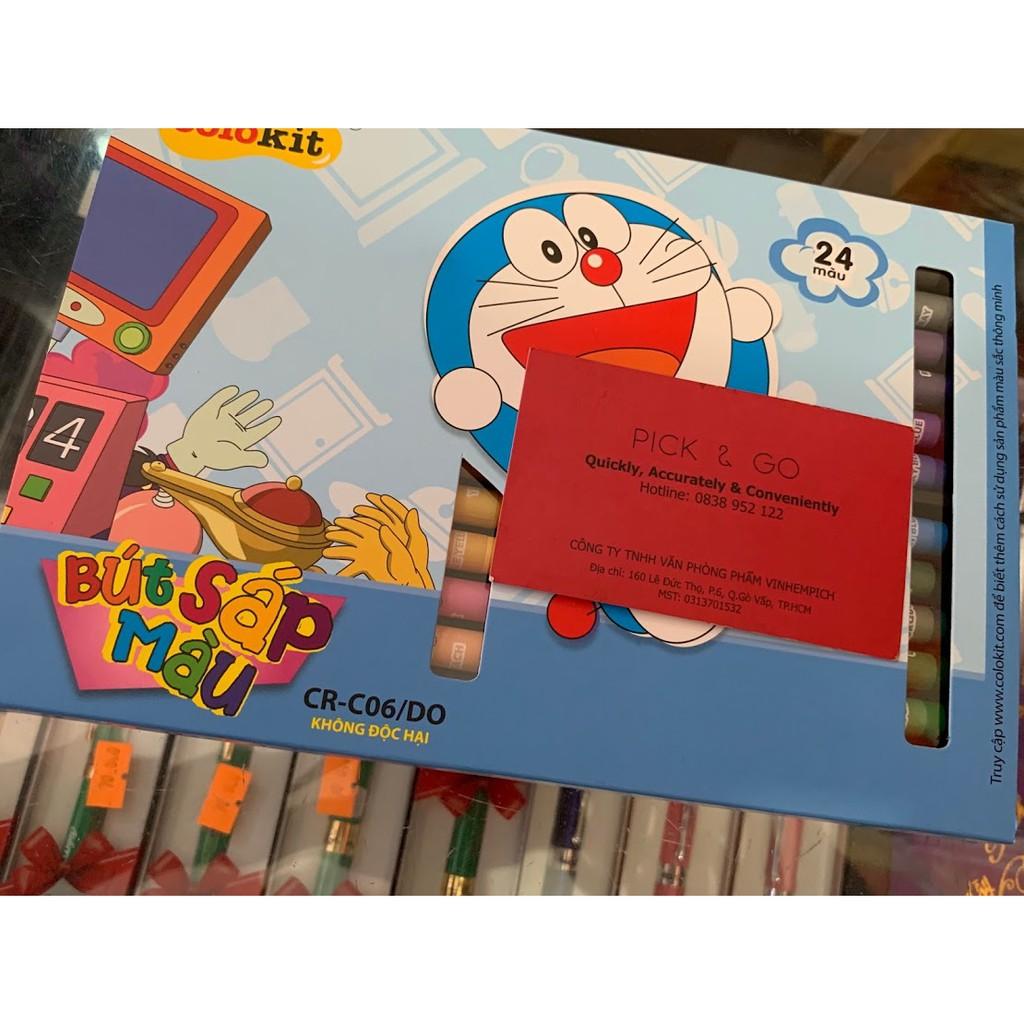 Colokit
24
màu
4
Bút Sáp
Màu
CR-C06/DO
KHÔNG ĐỘC HẠI
PICK & GO
Quickly, Accurately & Conveniently
Hotline: 0838 952 122
CÔNG TY TNHH VĂN PHÒNG PHẨM VINHEMPICH
Địa chỉ: 160 Lê Đức Thọ, P.6, Q.Gò Vấp, TP.HCM
MST: 0313701532
Truy cập www.colokit.com để biết thêm cách sử dụng sản phẩm màu sắc thông minh